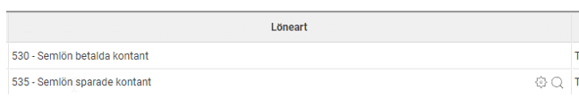 Löneart
530 - Semlön betalda kontant
T
535 - Semlön sparade kontant
T